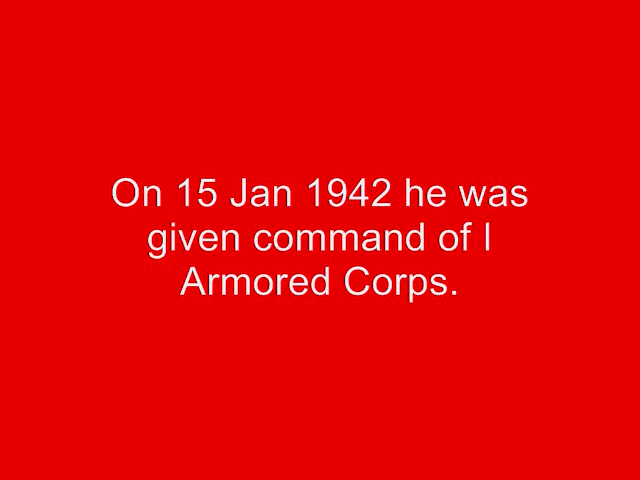 On 15 Jan 1942 he was
given command of I
Armored Corps.